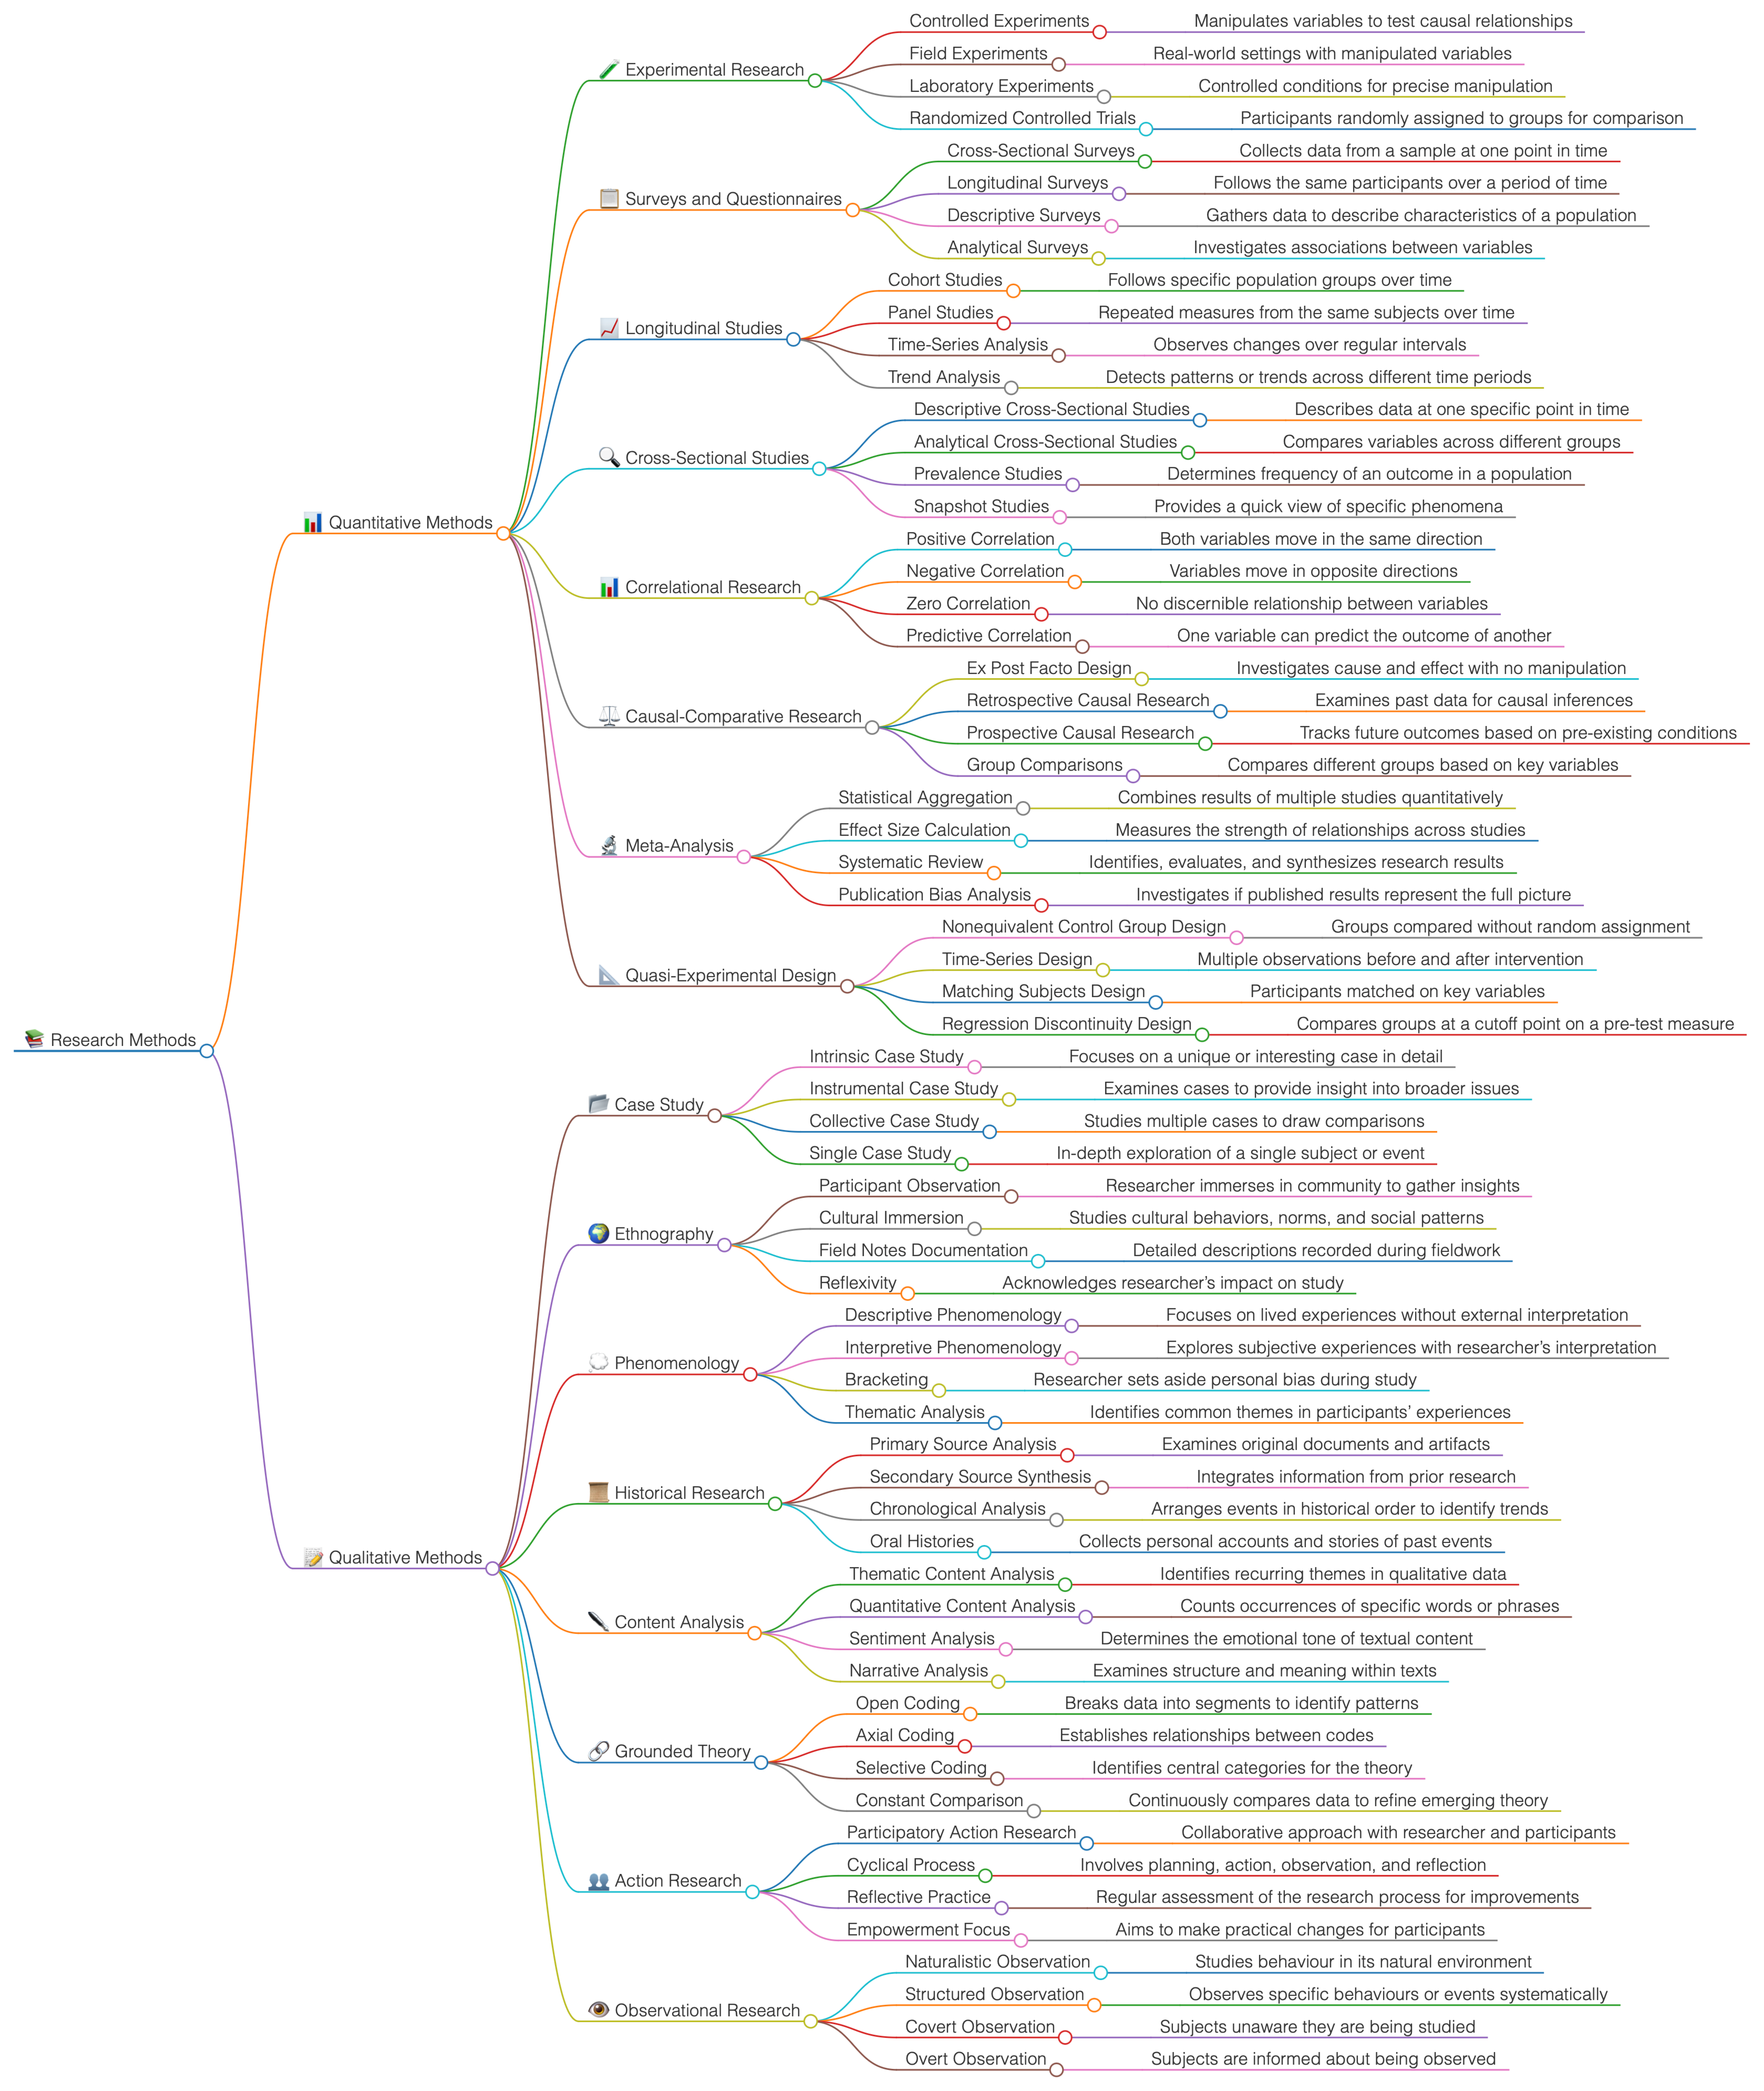 Research Methods
Quantitative Methods
Experimental Research
Controlled Experiments
Manipulates variables to test causal relationships
Field Experiments
Real-world settings with manipulated variables
Laboratory Experiments
Controlled conditions for precise manipulation
Randomized Controlled Trials
Participants randomly assigned to groups for comparison
Surveys and Questionnaires
Cross-Sectional Surveys
Collects data from a sample at one point in time
Longitudinal Surveys
Follows the same participants over a period of time
Descriptive Surveys
Gathers data to describe characteristics of a population
Analytical Surveys
Investigates associations between variables
Longitudinal Studies
Cohort Studies
Follows specific population groups over time
Panel Studies
Repeated measures from the same subjects over time
Time-Series Analysis
Observes changes over regular intervals
Trend Analysis
Detects patterns or trends across different time periods
Cross-Sectional Studies
Descriptive Cross-Sectional Studies
Describes data at one specific point in time
Analytical Cross-Sectional Studies
Compares variables across different groups
Prevalence Studies
Determines frequency of an outcome in a population
Snapshot Studies
Provides a quick view of specific phenomena
Correlational Research
Positive Correlation
Both variables move in the same direction
Negative Correlation
Variables move in opposite directions
Zero Correlation
No discernible relationship between variables
Predictive Correlation
One variable can predict the outcome of another
Causal-Comparative Research
Ex Post Facto Design
Investigates cause and effect with no manipulation
Retrospective Causal Research
Examines past data for causal inferences
Prospective Causal Research
Tracks future outcomes based on pre-existing conditions
Group Comparisons
Compares different groups based on key variables
Meta-Analysis
Statistical Aggregation
Combines results of multiple studies quantitatively
Effect Size Calculation
Measures the strength of relationships across studies
Systematic Review
Identifies, evaluates, and synthesizes research results
Publication Bias Analysis
Investigates if published results represent the full picture
Quasi-Experimental Design
Nonequivalent Control Group Design
Groups compared without random assignment
Time-Series Design
Multiple observations before and after intervention
Matching Subjects Design
Participants matched on key variables
Regression Discontinuity Design
Compares groups at a cutoff point on a pre-test measure
Qualitative Methods
Case Study
Intrinsic Case Study
Focuses on a unique or interesting case in detail
Instrumental Case Study
Examines cases to provide insight into broader issues
Collective Case Study
Studies multiple cases to draw comparisons
Single Case Study
In-depth exploration of a single subject or event
Ethnography
Participant Observation
Researcher immerses in community to gather insights
Cultural Immersion
Studies cultural behaviors, norms, and social patterns
Field Notes Documentation
Detailed descriptions recorded during fieldwork
Reflexivity
Acknowledges researcher’s impact on study
Phenomenology
Descriptive Phenomenology
Focuses on lived experiences without external interpretation
Interpretive Phenomenology
Explores subjective experiences with researcher’s interpretation
Bracketing
Researcher sets aside personal bias during study
Thematic Analysis
Identifies common themes in participants’ experiences
Historical Research
Primary Source Analysis
Examines original documents and artifacts
Secondary Source Synthesis
Integrates information from prior research
Chronological Analysis
Arranges events in historical order to identify trends
Oral Histories
Collects personal accounts and stories of past events
Content Analysis
Thematic Content Analysis
Identifies recurring themes in qualitative data
Quantitative Content Analysis
Counts occurrences of specific words or phrases
Sentiment Analysis
Determines the emotional tone of textual content
Narrative Analysis
Examines structure and meaning within texts
Grounded Theory
Open Coding
Breaks data into segments to identify patterns
Axial Coding
Establishes relationships between codes
Selective Coding
Identifies central categories for the theory
Constant Comparison
Continuously compares data to refine emerging theory
Action Research
Participatory Action Research
Collaborative approach with researcher and participants
Cyclical Process
Involves planning, action, observation, and reflection
Reflective Practice
Regular assessment of the research process for improvements
Empowerment Focus
Aims to make practical changes for participants
Observational Research
Naturalistic Observation
Studies behaviour in its natural environment
Structured Observation
Observes specific behaviours or events systematically
Covert Observation
Subjects unaware they are being studied
Overt Observation
Subjects are informed about being observed